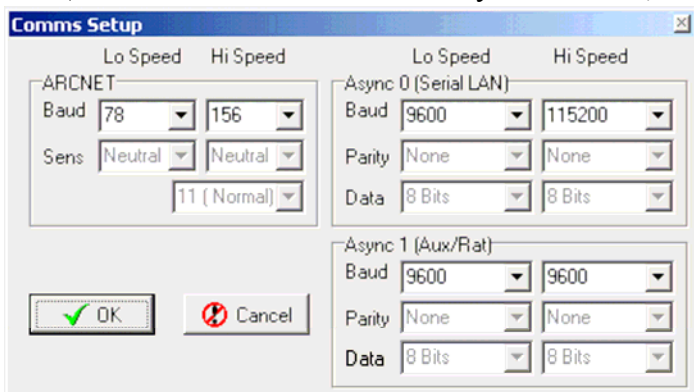 Comms Setup
Lo Speed Hi Speed
ARCNET
Baud 78 156
Sens Neutral Neutral
11 ( Normal)
Lo Speed Hi Speed
Async 0 (Serial LAN)
Baud 9600 115200
Parity None None
Data 8 Bits 8 Bits
Async 1 (Aux/Rat)
Baud 9600 9600
Parity None None
Data 8 Bits 8 Bits
OK Cancel